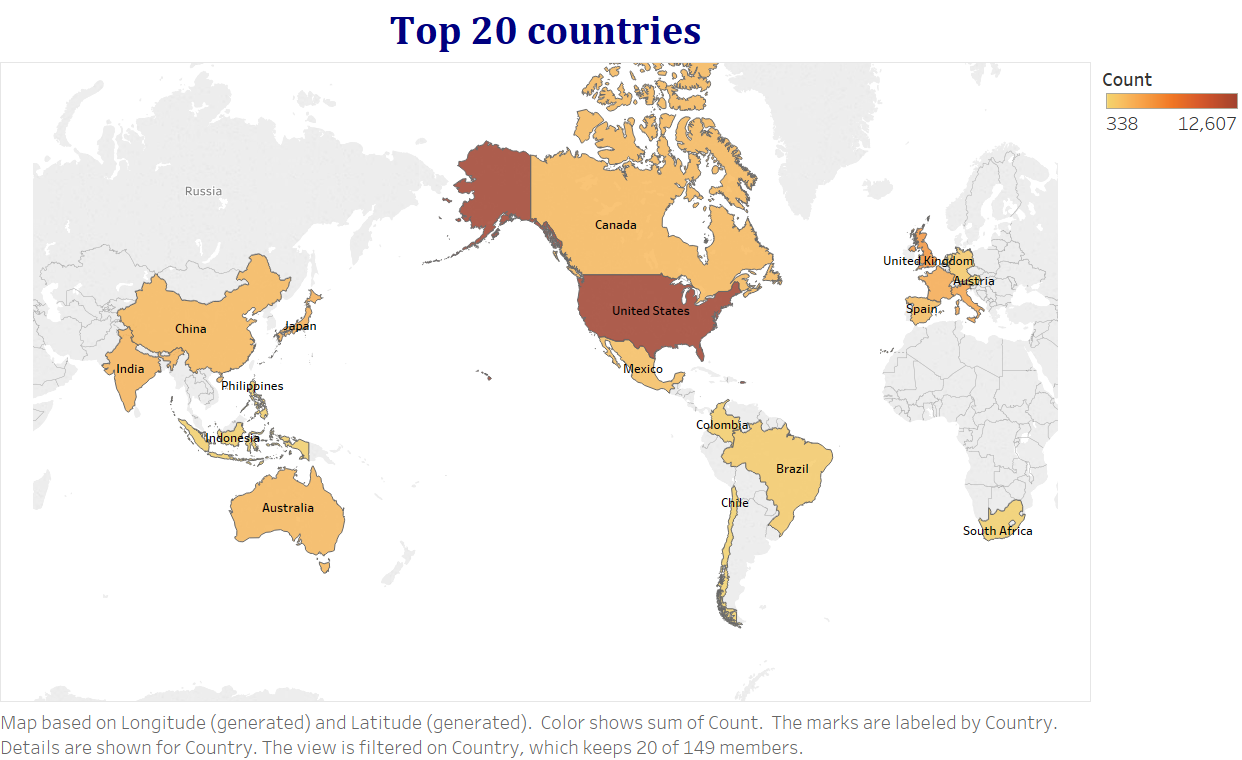 Top 20 countries
Count
338 12,607
Russia
Canada
United Kingdom
Austria
United States
Spain
China
Japan
India
Mexico
Philippines
Colombia
Indonesia
Brazil
Chile
Australia
South Africa
Map based on Longitude (generated) and Latitude (generated).  Color shows sum of Count.  The marks are labeled by Country.
Details are shown for Country. The view is filtered on Country, which keeps 20 of 149 members.